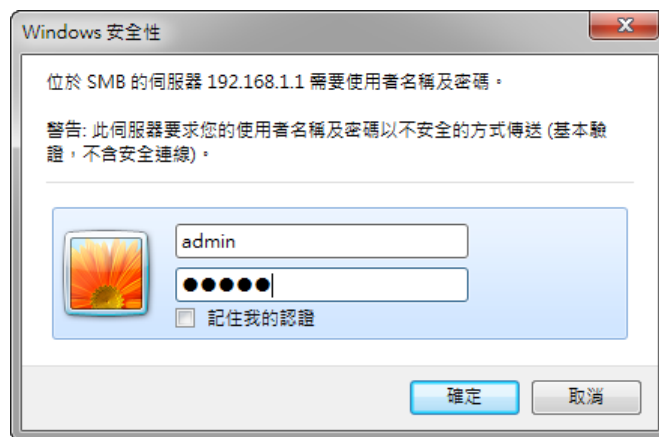 Windows 安全性
位於 SMB 的伺服器 192.168.1.1 需要使用者名稱及密碼。
警告: 此伺服器要求您的使用者名稱及密碼以不安全的方式傳送 (基本驗
證，不含安全連線)。
admin
●●●●●
記住我的認證
確定
取消